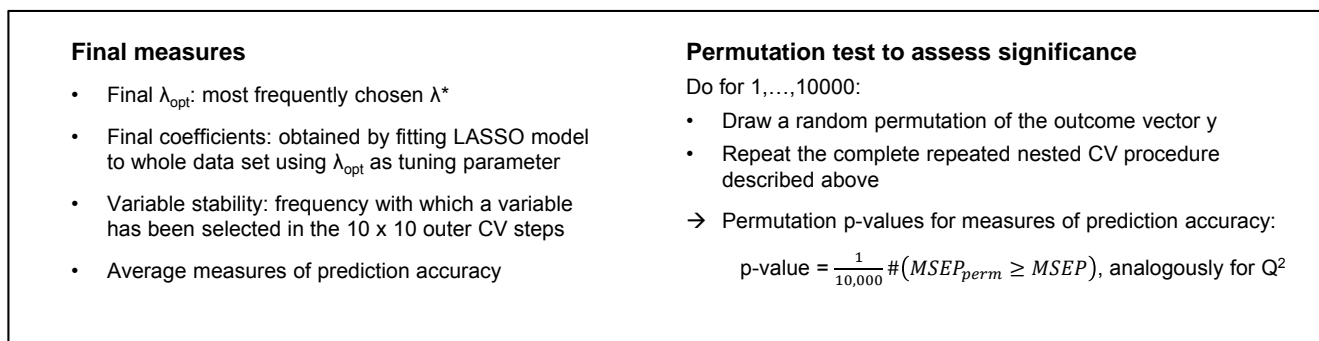 Final measures
• Final λopt: most frequently chosen λ*
• Final coefficients: obtained by fitting LASSO model
to whole data set using λopt as tuning parameter
• Variable stability: frequency with which a variable
has been selected in the 10 x 10 outer CV steps
• Average measures of prediction accuracy
Permutation test to assess significance
Do for 1,…,10000:
• Draw a random permutation of the outcome vector y
• Repeat the complete repeated nested CV procedure
described above
→ Permutation p-values for measures of prediction accuracy:
p-value = 1/10,000 #(MSEPperm ≥ MSEP), analogously for Q²